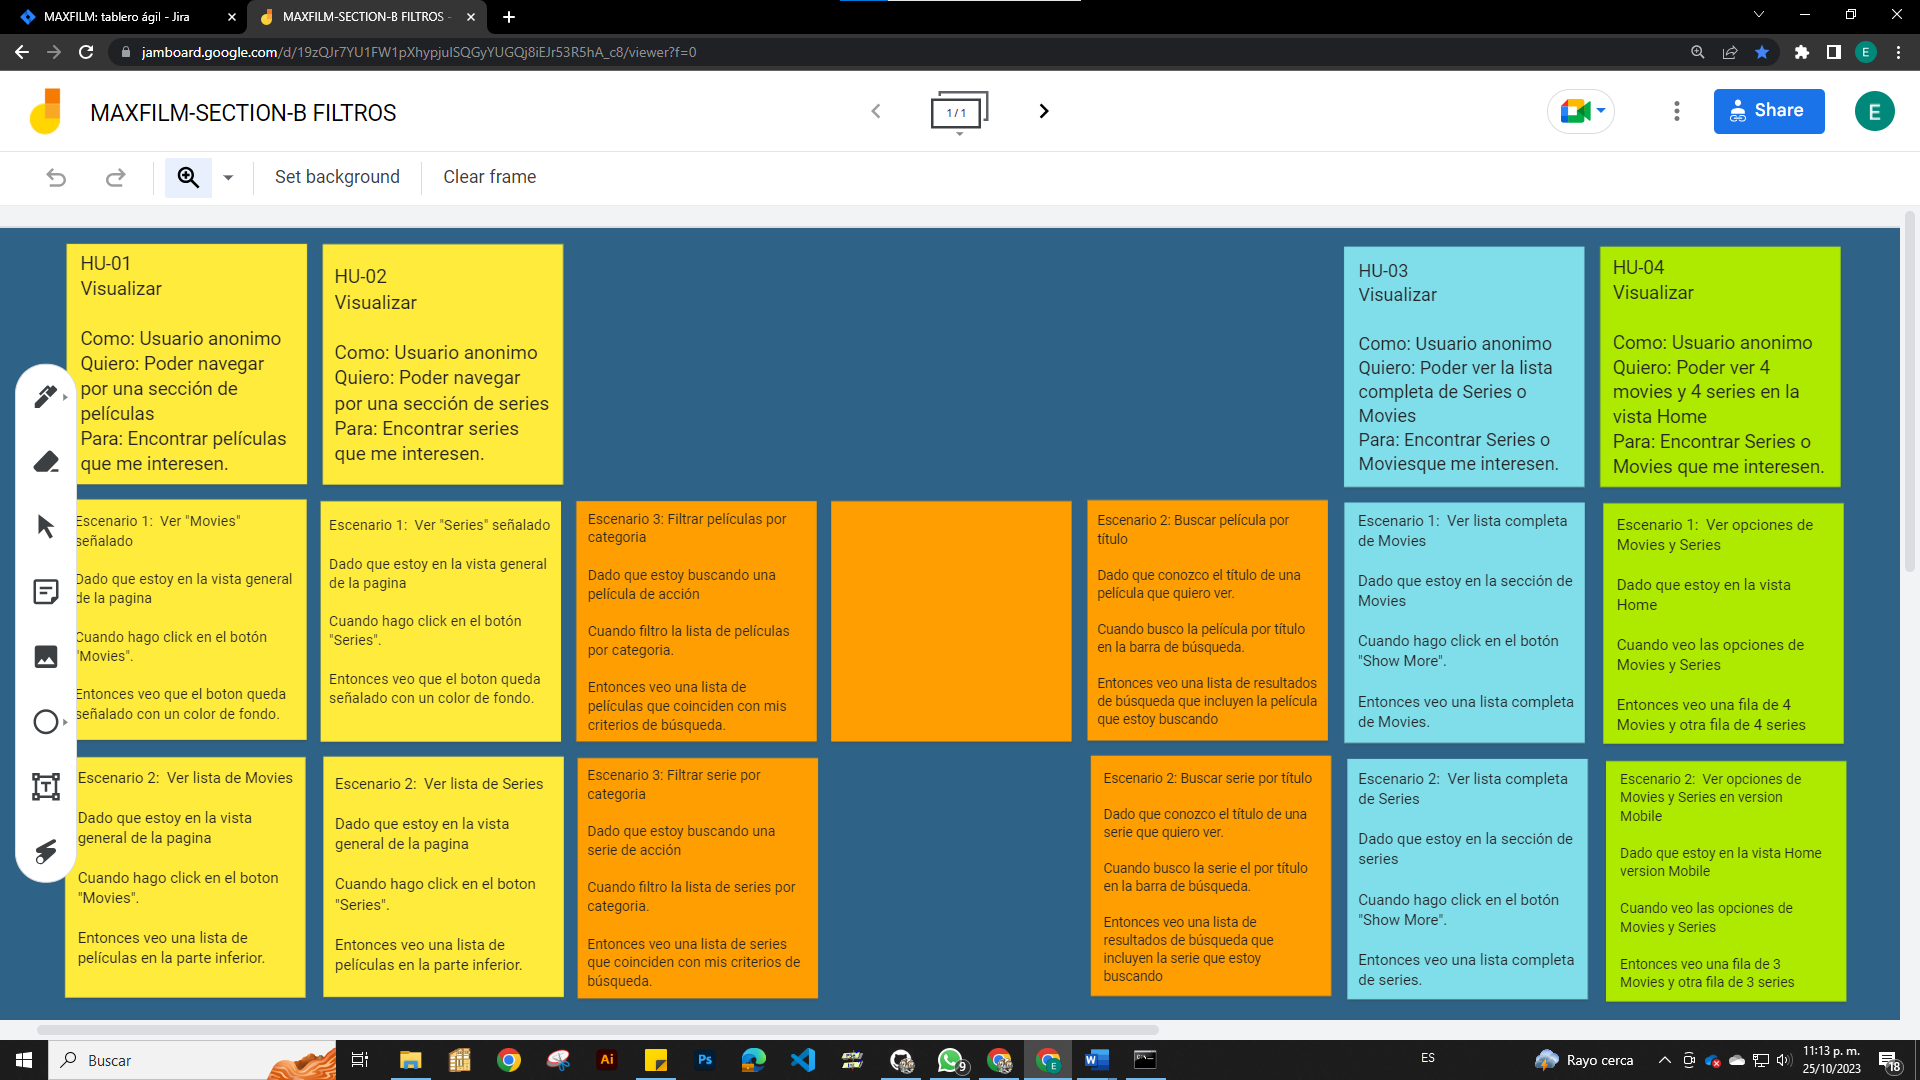 MAXFILM: tablero ágil - Jira
MAXFILM-SECTION-B FILTROS -
jamboard.google.com/d/19zQJr7YU1FW1pXhypjuISQGyYUGQj8iEJr53R5hA_c8/viewer?f=0
E
MAXFILM-SECTION-B FILTROS
1 / 1
Share
E
Set background
Clear frame
HU-01
Visualizar
Como: Usuario anonimo
Quiero: Poder navegar
por una sección de
películas
Para: Encontrar películas
que me interesen.
HU-02
Visualizar
Como: Usuario anonimo
Quiero: Poder navegar
por una sección de series
Para: Encontrar series
que me interesen.
HU-03
Visualizar
Como: Usuario anonimo
Quiero: Poder ver la lista
completa de Series o
Movies
Para: Encontrar Series o
Moviesque me interesen.
HU-04
Visualizar
Como: Usuario anonimo
Quiero: Poder ver 4
movies y 4 series en la
vista Home
Para: Encontrar Series o
Movies que me interesen.
Escenario 1:  Ver "Movies"
señalado
Dado que estoy en la vista general
de la pagina
Cuando hago click en el botón
"Movies".
Entonces veo que el boton queda
señalado con un color de fondo.
Escenario 1:  Ver "Series" señalado
Dado que estoy en la vista general
de la pagina
Cuando hago click en el botón
"Series".
Entonces veo que el boton queda
señalado con un color de fondo.
Escenario 3: Filtrar películas por
categoria
Dado que estoy buscando una
película de acción
Cuando filtro la lista de películas
por categoria.
Entonces veo una lista de
películas que coinciden con mis
criterios de búsqueda.
Escenario 2: Buscar película por
título
Dado que conozco el título de una
película que quiero ver.
Cuando busco la película por título
en la barra de búsqueda.
Entonces veo una lista de resultados
de búsqueda que incluyen la película
que estoy buscando
Escenario 1:  Ver lista completa
de Movies
Dado que estoy en la sección de
Movies
Cuando hago click en el botón
"Show More".
Entonces veo una lista completa
de Movies.
Escenario 1:  Ver opciones de
Movies y Series
Dado que estoy en la vista
Home
Cuando veo las opciones de
Movies y Series
Entonces veo una fila de 4
Movies y otra fila de 4 series
Escenario 2:  Ver lista de Movies
Dado que estoy en la vista
general de la pagina
Cuando hago click en el boton
"Movies".
Entonces veo una lista de
películas en la parte inferior.
Escenario 2:  Ver lista de Series
Dado que estoy en la vista
general de la pagina
Cuando hago click en el boton
"Series".
Entonces veo una lista de
películas en la parte inferior.
Escenario 3: Filtrar serie por
categoria
Dado que estoy buscando una
serie de acción
Cuando filtro la lista de series por
categoria.
Entonces veo una lista de series
que coinciden con mis criterios de
búsqueda.
Escenario 2: Buscar serie por título
Dado que conozco el título de una
serie que quiero ver.
Cuando busco la serie el por título
en la barra de búsqueda.
Entonces veo una lista de
resultados de búsqueda que
incluyen la serie que estoy
buscando
Escenario 2:  Ver lista completa
de Series
Dado que estoy en la sección de
series
Cuando hago click en el botón
"Show More".
Entonces veo una lista completa
de series.
Escenario 2:  Ver opciones de
Movies y Series en version
Mobile
Dado que estoy en la vista Home
version Mobile
Cuando veo las opciones de
Movies y Series
Entonces veo una fila de 3
Movies y otra fila de 3 series
Buscar
Ai
Ps
9
E
W
ES
Rayo cerca
11:13 p. m.
25/10/2023
18